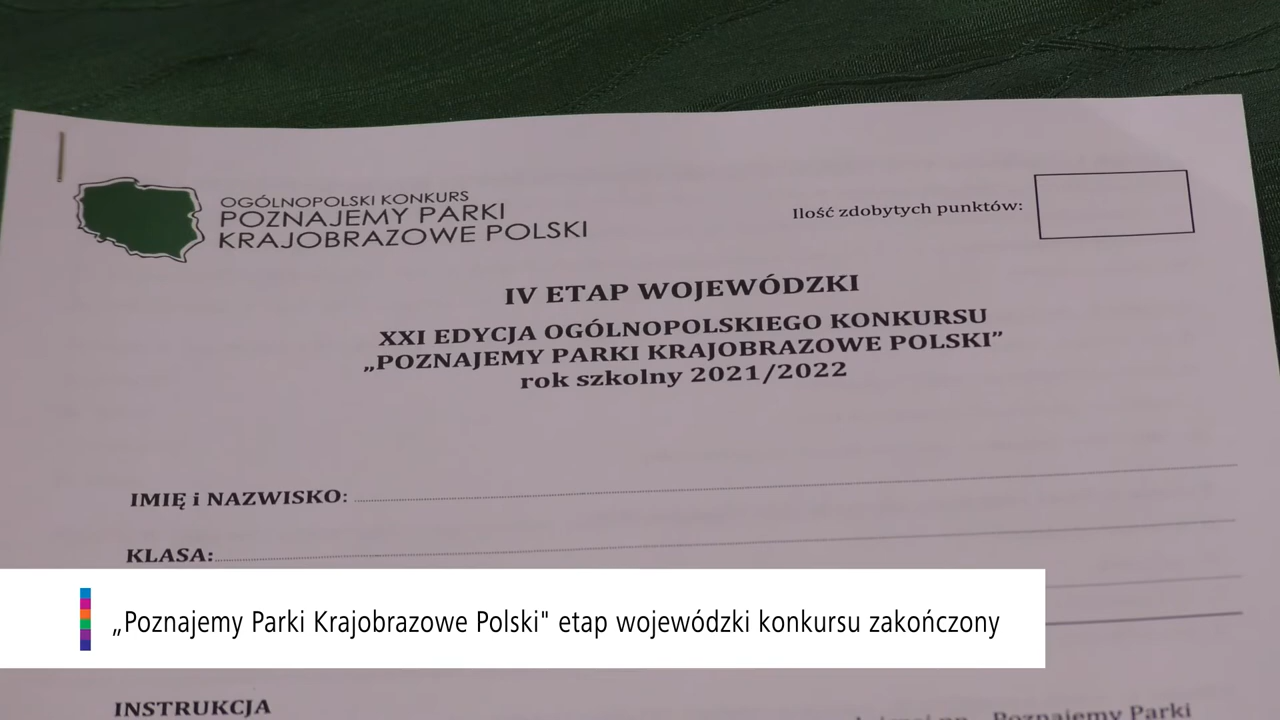 OGÓLNOPOLSKI KONKURS
POZNAJEMY PARKI
KRAJOBRAZOWE POLSKI
Ilość zdobytych punktów:
IV ETAP WOJEWÓDZKI
XXI EDYCJA OGÓLNOPOLSKIEGO KONKURSU
„POZNAJEMY PARKI KRAJOBRAZOWE POLSKI”
rok szkolny 2021/2022
IMIĘ i NAZWISKO:
KLASA:
„Poznajemy Parki Krajobrazowe Polski" etap wojewódzki konkursu zakończony
INSTRUKCJA
Poznajemy Parki